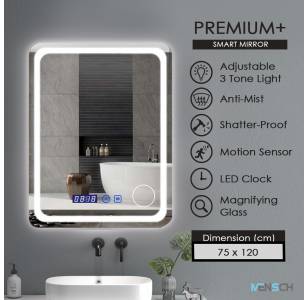 PREMIUM+
SMART MIRROR
Adjustable
3 Tone Light
Anti-Mist
Shatter-Proof
Motion Sensor
LED Clock
Magnifying
Glass
Dimension (cm)
75 x 120
MENSCH